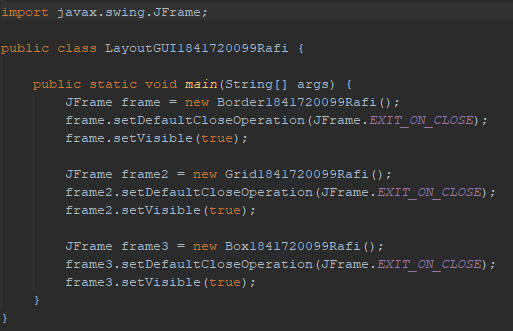 import javax.swing.JFrame;
public class LayoutGUI1841720099Rafi {
public static void main(String[] args) {
JFrame frame = new Border1841720099Rafi();
frame.setDefaultCloseOperation(JFrame.EXIT_ON_CLOSE);
frame.setVisible(true);
JFrame frame2 = new Grid1841720099Rafi();
frame2.setDefaultCloseOperation(JFrame.EXIT_ON_CLOSE);
frame2.setVisible(true);
JFrame frame3 = new Box1841720099Rafi();
frame3.setDefaultCloseOperation(JFrame.EXIT_ON_CLOSE);
frame3.setVisible(true);
}
}